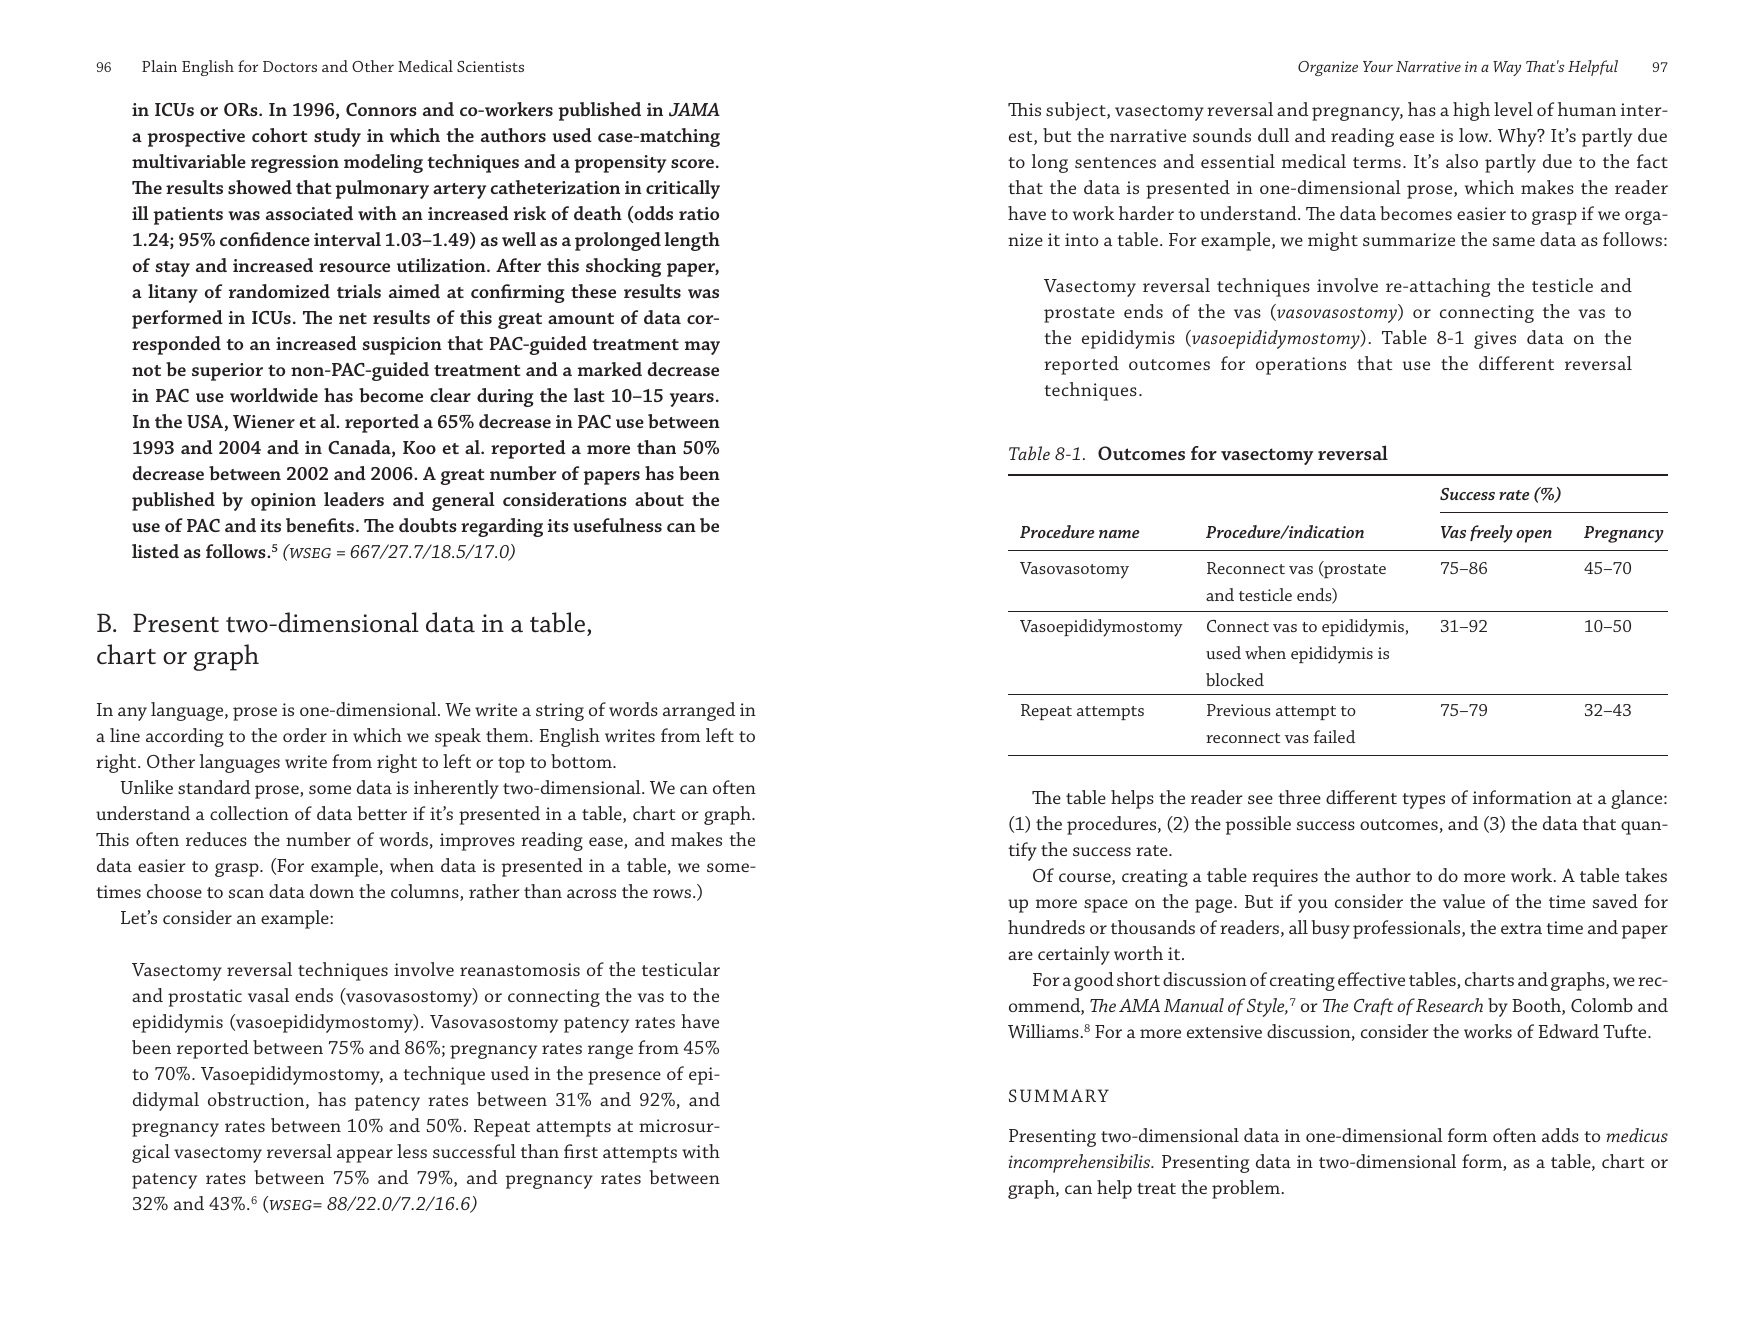 96 Plain English for Doctors and Other Medical Scientists
in ICUs or ORs. In 1996, Connors and co-workers published in JAMA
a prospective cohort study in which the authors used case-matching
multivariable regression modeling techniques and a propensity score.
The results showed that pulmonary artery catheterization in critically
ill patients was associated with an increased risk of death (odds ratio
1.24; 95% confidence interval 1.03–1.49) as well as a prolonged length
of stay and increased resource utilization. After this shocking paper,
a litany of randomized trials aimed at confirming these results was
performed in ICUs. The net results of this great amount of data cor-
responded to an increased suspicion that PAC-guided treatment may
not be superior to non-PAC-guided treatment and a marked decrease
in PAC use worldwide has become clear during the last 10–15 years.
In the USA, Wiener et al. reported a 65% decrease in PAC use between
1993 and 2004 and in Canada, Koo et al. reported a more than 50%
decrease between 2002 and 2006. A great number of papers has been
published by opinion leaders and general considerations about the
use of PAC and its benefits. The doubts regarding its usefulness can be
listed as follows.⁵ (WSEG = 667/27.7/18.5/17.0)
B. Present two-dimensional data in a table,
chart or graph
In any language, prose is one-dimensional. We write a string of words arranged in
a line according to the order in which we speak them. English writes from left to
right. Other languages write from right to left or top to bottom.
Unlike standard prose, some data is inherently two-dimensional. We can often
understand a collection of data better if it’s presented in a table, chart or graph.
This often reduces the number of words, improves reading ease, and makes the
data easier to grasp. (For example, when data is presented in a table, we some-
times choose to scan data down the columns, rather than across the rows.)
Let’s consider an example:
Vasectomy reversal techniques involve reanastomosis of the testicular
and prostatic vasal ends (vasovasostomy) or connecting the vas to the
epididymis (vasoepididymostomy). Vasovasostomy patency rates have
been reported between 75% and 86%; pregnancy rates range from 45%
to 70%. Vasoepididymostomy, a technique used in the presence of epi-
didymal obstruction, has patency rates between 31% and 92%, and
pregnancy rates between 10% and 50%. Repeat attempts at microsur-
gical vasectomy reversal appear less successful than first attempts with
patency rates between 75% and 79%, and pregnancy rates between
32% and 43%.⁶ (WSEG= 88/22.0/7.2/16.6)
Organize Your Narrative in a Way That's Helpful 97
This subject, vasectomy reversal and pregnancy, has a high level of human inter-
est, but the narrative sounds dull and reading ease is low. Why? It’s partly due
to long sentences and essential medical terms. It’s also partly due to the fact
that the data is presented in one-dimensional prose, which makes the reader
have to work harder to understand. The data becomes easier to grasp if we orga-
nize it into a table. For example, we might summarize the same data as follows:
Vasectomy reversal techniques involve re-attaching the testicle and
prostate ends of the vas (vasovasostomy) or connecting the vas to
the epididymis (vasoepididymostomy). Table 8-1 gives data on the
reported outcomes for operations that use the different reversal
techniques.
Table 8-1. Outcomes for vasectomy reversal
Success rate (%)
Procedure name Procedure/indication Vas freely open Pregnancy
Vasovasotomy Reconnect vas (prostate 75–86 45–70
and testicle ends)
Vasoepididymostomy Connect vas to epididymis, 31–92 10–50
used when epididymis is
blocked
Repeat attempts Previous attempt to 75–79 32–43
reconnect vas failed
The table helps the reader see three different types of information at a glance:
(1) the procedures, (2) the possible success outcomes, and (3) the data that quan-
tify the success rate.
Of course, creating a table requires the author to do more work. A table takes
up more space on the page. But if you consider the value of the time saved for
hundreds or thousands of readers, all busy professionals, the extra time and paper
are certainly worth it.
For a good short discussion of creating effective tables, charts and graphs, we rec-
ommend, The AMA Manual of Style,⁷ or The Craft of Research by Booth, Colomb and
Williams.⁸ For a more extensive discussion, consider the works of Edward Tufte.
SUMMARY
Presenting two-dimensional data in one-dimensional form often adds to medicus
incomprehensibilis. Presenting data in two-dimensional form, as a table, chart or
graph, can help treat the problem.